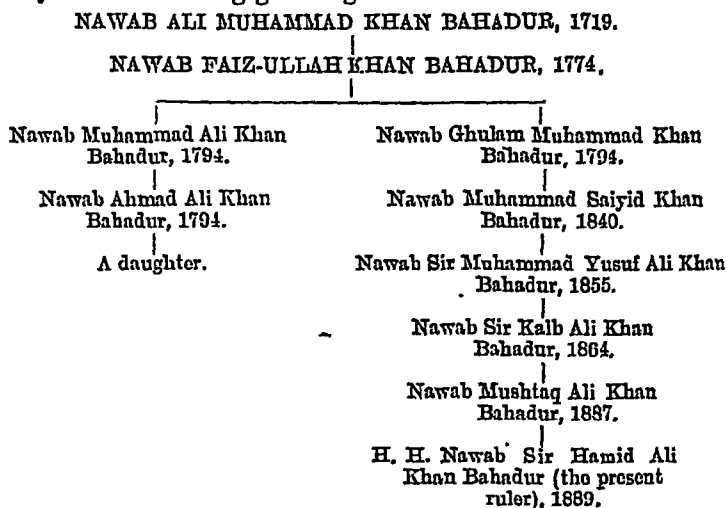 NAWAB ALI MUHAMMAD KHAN BAHADUR, 1719.
NAWAB FAIZ-ULLAH KHAN BAHADUR, 1774.
Nawab Muhammad Ali Khan
Bahadur, 1794.
Nawab Ahmad Ali Khan
Bahadur, 1794.
A daughter.
Nawab Ghulam Muhammad Khan
Bahadur, 1794.
Nawab Muhammad Saiyid Khan
Bahadur, 1840.
Nawab Sir Muhammad Yusuf Ali Khan
Bahadur, 1855.
Nawab Sir Kalb Ali Khan
Bahadur, 1864.
Nawab Mushtaq Ali Khan
Bahadur, 1887.
H. H. Nawab Sir Hamid Ali
Khan Bahadur (the present
ruler), 1889.